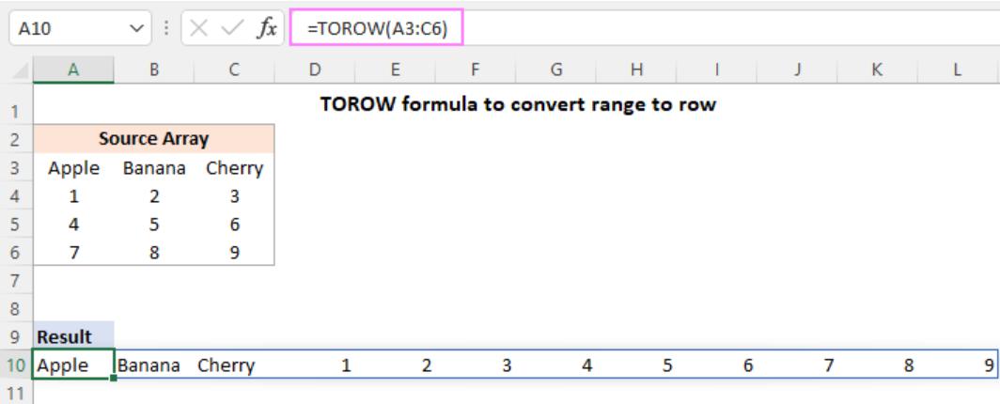 A10 fx =TOROW(A3:C6)
A B C D E F G H I J K L
1 TOROW formula to convert range to row
2 Source Array
3 Apple Banana Cherry
4 1 2 3
5 4 5 6
6 7 8 9
7
8
9 Result
10 Apple Banana Cherry 1 2 3 4 5 6 7 8 9
11